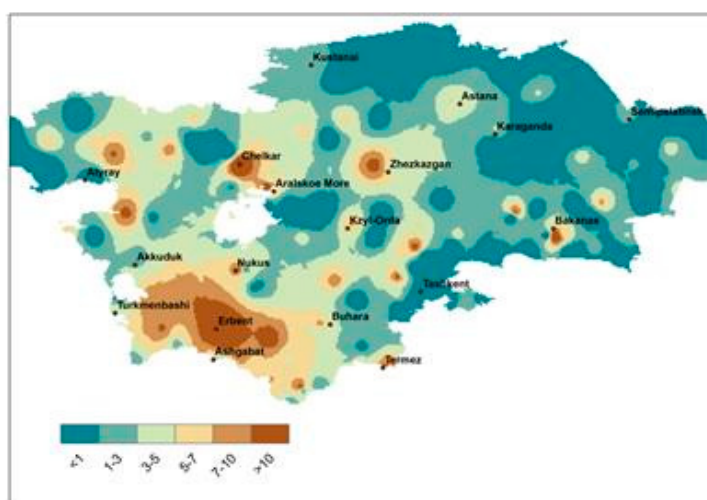 Kustanai
Astana
Semipalatinsk
Karaganda
Chelkar
Zhezkazgan
Atyray
Aralskoe More
Kzyl-Orda
Bakanas
Akkuduk
Nukus
Tashkent
Turkmenbashi
Erbent
Buhara
Ashgabat
Termez
<1
1-3
3-5
5-7
7-10
>10